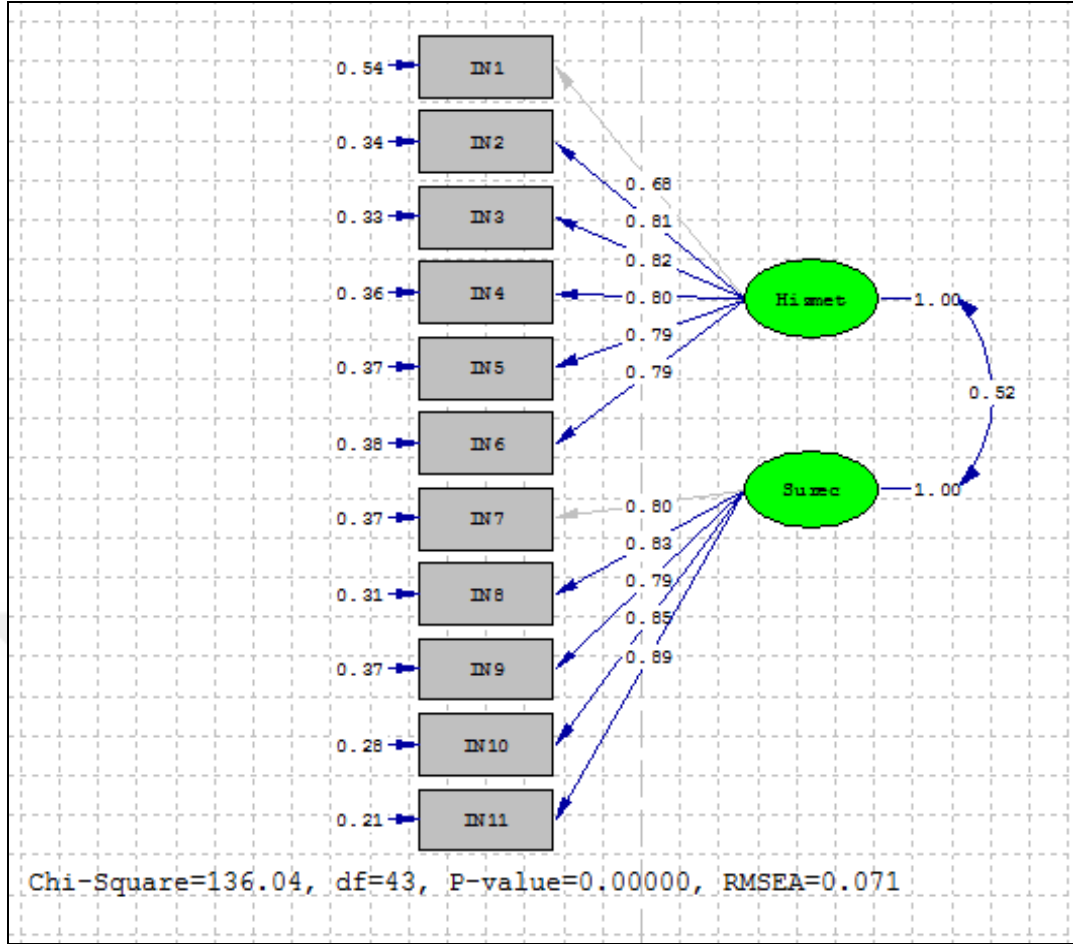 0.54 IN1
0.34 IN2
0.68
0.33 IN3
0.81
0.82
0.36 IN4
0.80
Hismet
1.00
0.79
0.37 IN5
0.79
0.52
0.38 IN6
Surec
1.00
0.37 IN7
0.80
0.83
0.31 IN8
0.79
0.85
0.37 IN9
0.89
0.28 IN10
0.21 IN11
Chi-Square=136.04, df=43, P-value=0.00000, RMSEA=0.071